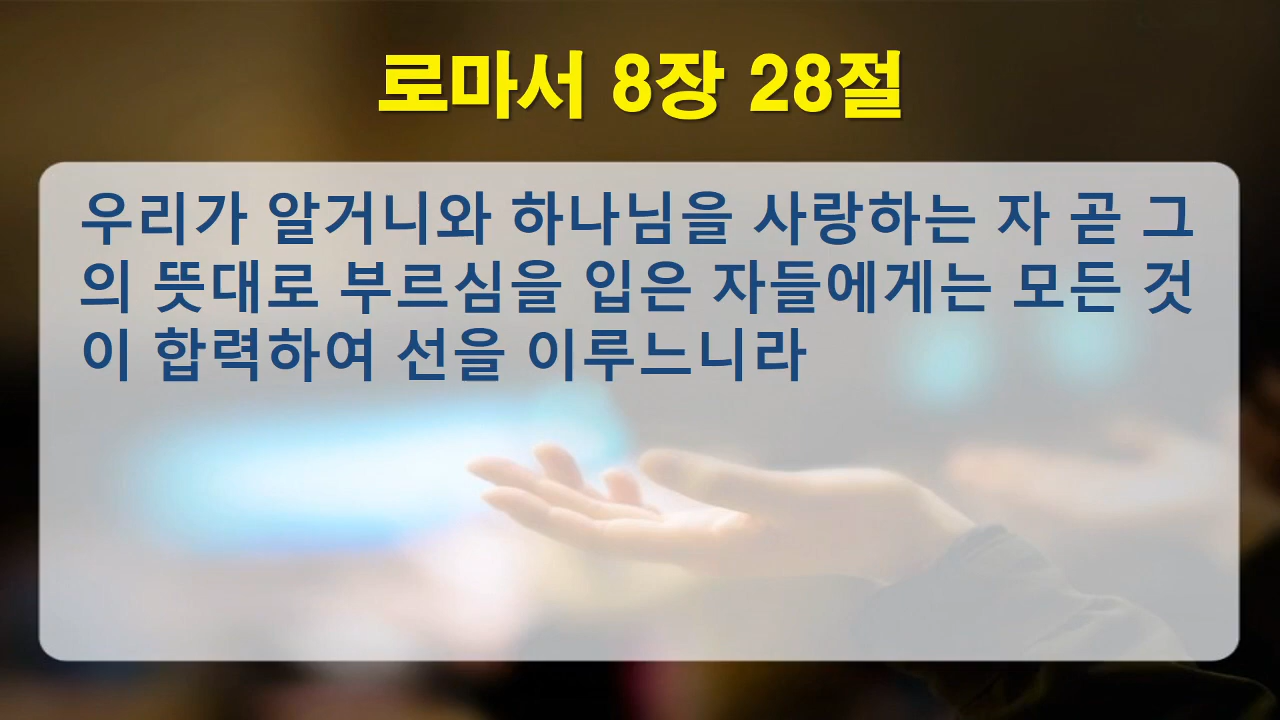 로마서 8장 28절
우리가 알거니와 하나님을 사랑하는 자 곧 그
의 뜻대로 부르심을 입은 자들에게는 모든 것
이 합력하여 선을 이루느니라